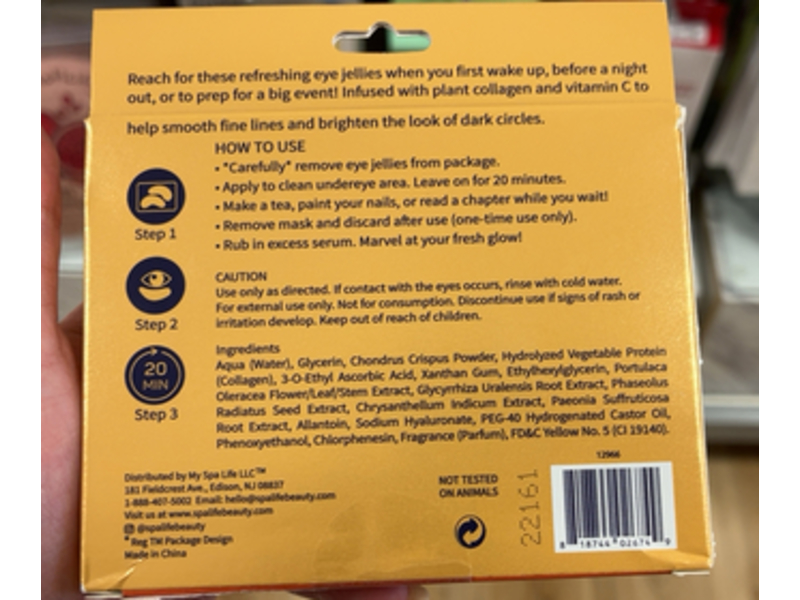 Reach for these refreshing eye jellies when you first wake up, before a night
out, or to prep for a big event! Infused with plant collagen and vitamin C to
help smooth fine lines and brighten the look of dark circles.
HOW TO USE
• *Carefully* remove eye jellies from package.
• Apply to clean undereye area. Leave on for 20 minutes.
• Make a tea, paint your nails, or read a chapter while you wait!
• Remove mask and discard after use (one-time use only).
• Rub in excess serum. Marvel at your fresh glow!
Step 1
CAUTION
Use only as directed. If contact with the eyes occurs, rinse with cold water.
For external use only. Not for consumption. Discontinue use if signs of rash or
irritation develop. Keep out of reach of children.
Step 2
20
MIN
Step 3
Ingredients
Aqua (Water), Glycerin, Chondrus Crispus Powder, Hydrolyzed Vegetable Protein
(Collagen), 3-O-Ethyl Ascorbic Acid, Xanthan Gum, Ethylhexylglycerin, Portulaca
Oleracea Flower/Leaf/Stem Extract, Glycyrrhiza Uralensis Root Extract, Phaseolus
Radiatus Seed Extract, Chrysanthellum Indicum Extract, Paeonia Suffruticosa
Root Extract, Allantoin, Sodium Hyaluronate, PEG-40 Hydrogenated Castor Oil,
Phenoxyethanol, Chlorphenesin, Fragrance (Parfum), FD&C Yellow No. 5 (CI 19140).
Distributed by My Spa Life LLC™
181 Fieldcrest Ave., Edison, NJ 08837
1-888-407-5002 Email: hello@spalifebeauty.com
Visit us at www.spalifebeauty.com
@spalifebeauty
® Reg TM Package Design
Made in China
NOT TESTED
ON ANIMALS
22161
12966
8 18744 02674 9